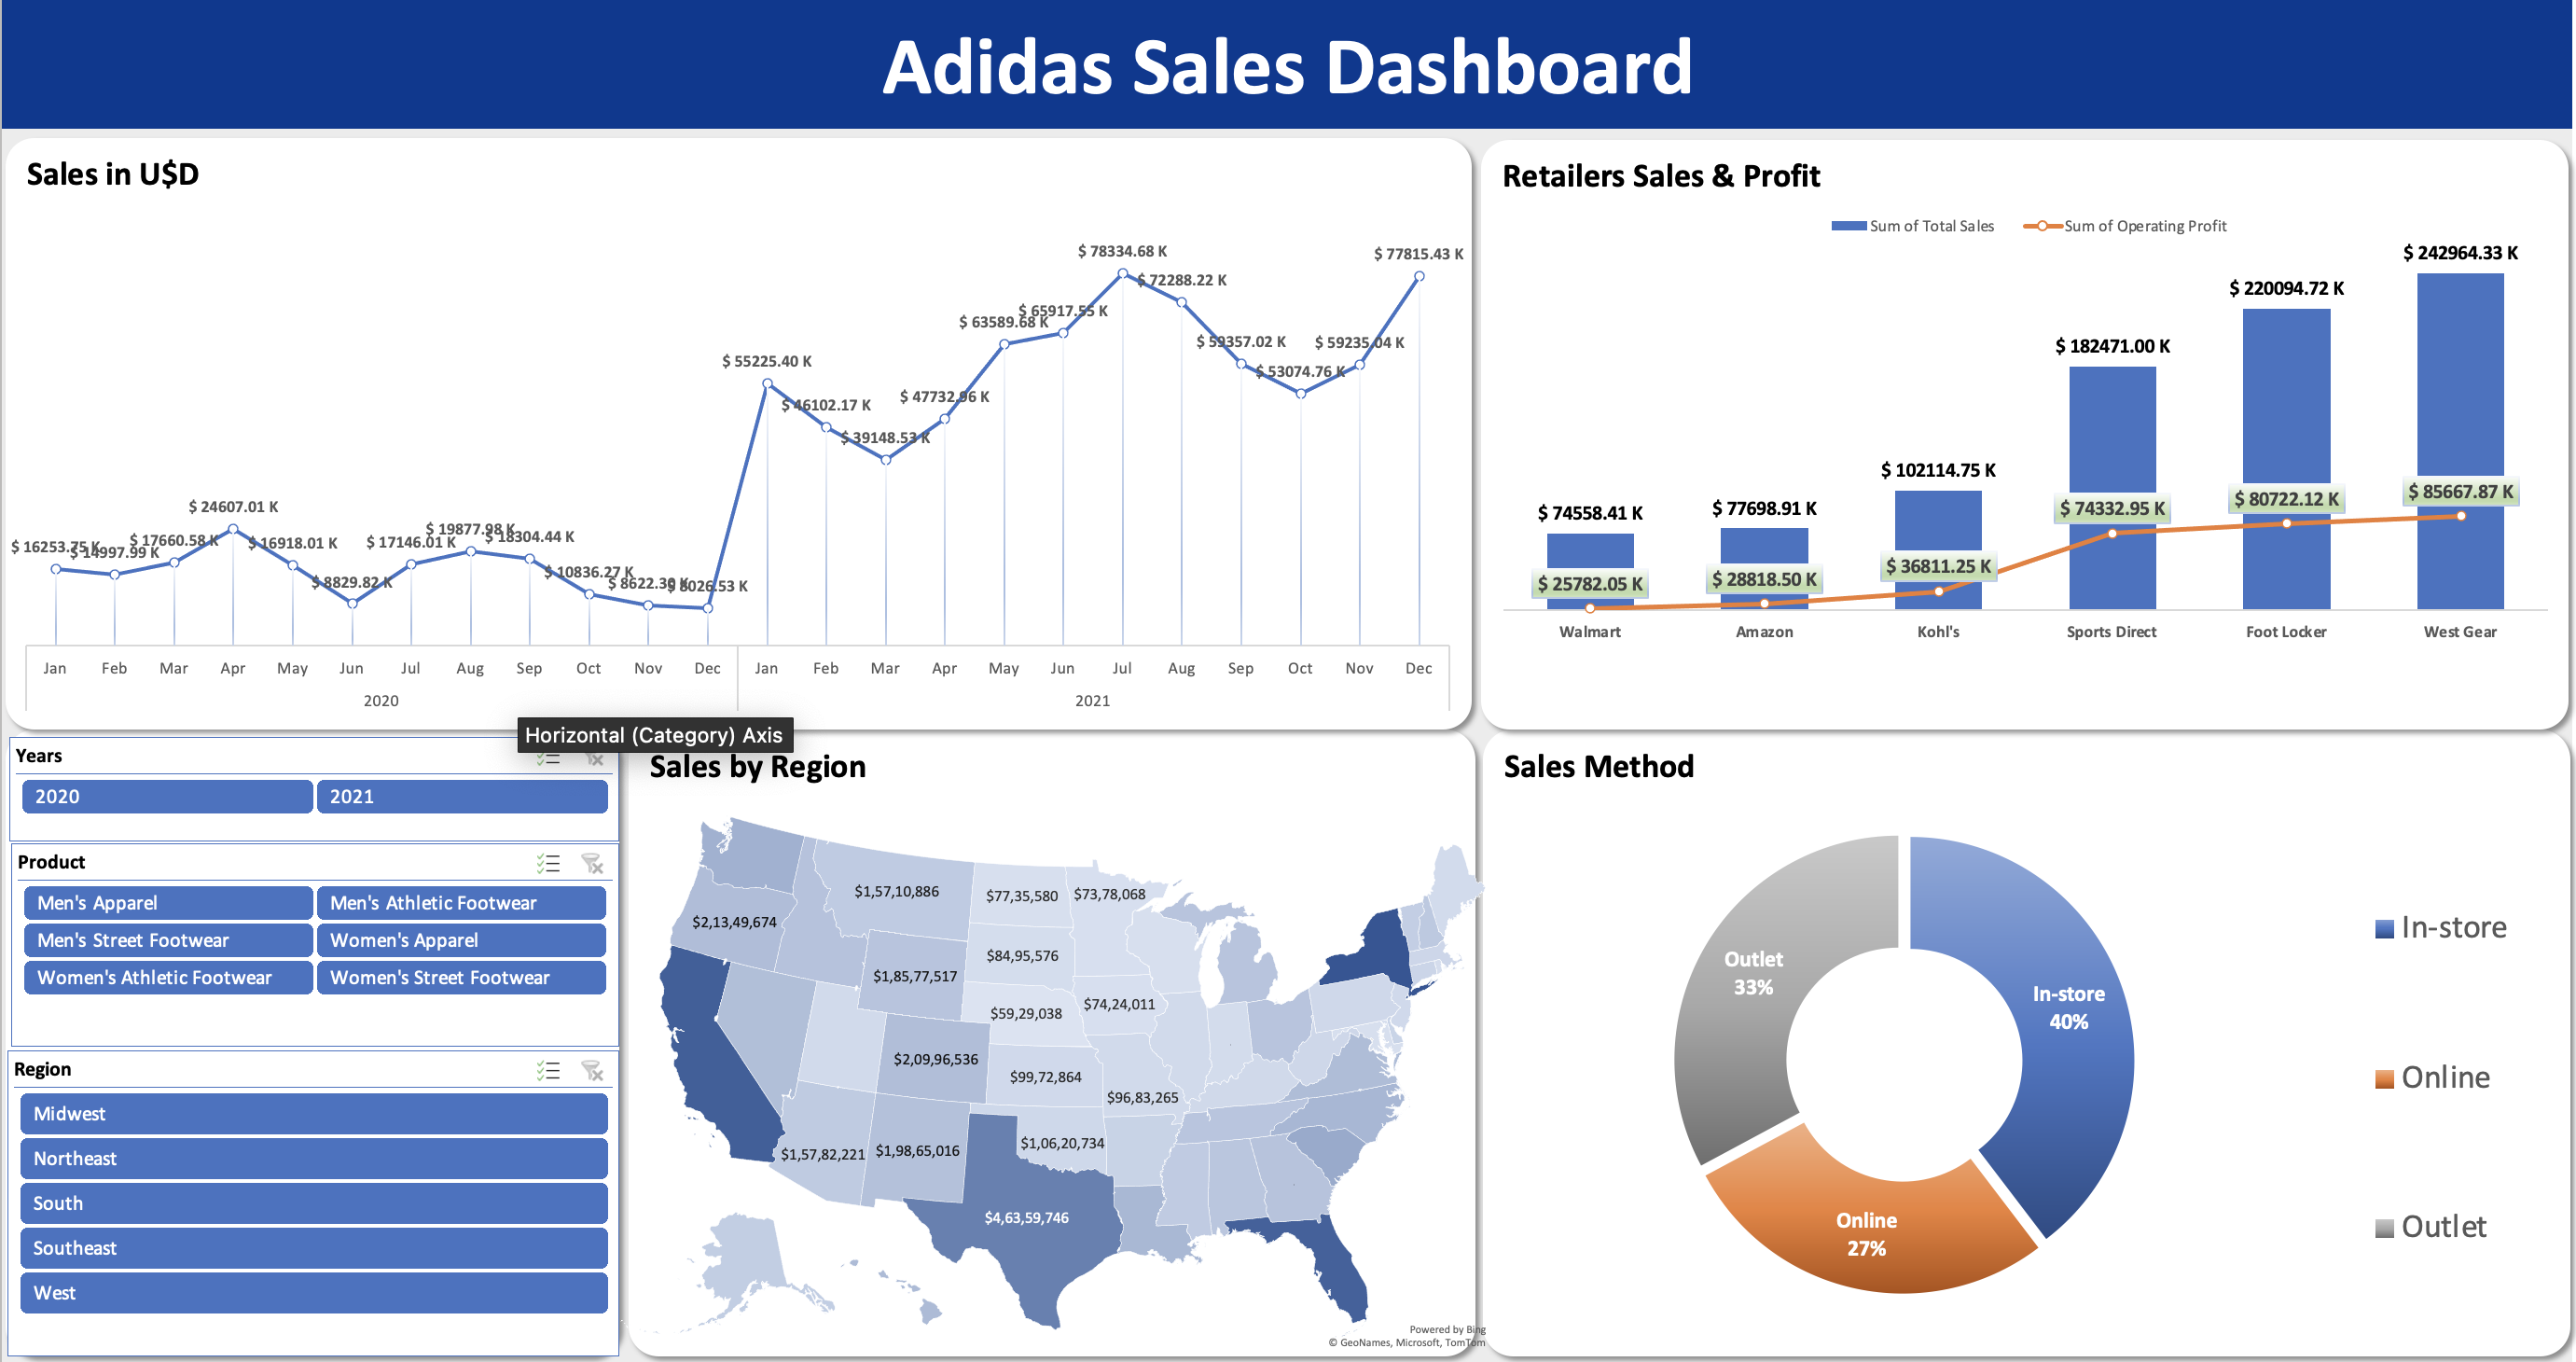 Adidas Sales Dashboard
Sales in U$D
$ 16253.75 K
$ 14997.99 K
$ 17660.58 K
$ 24607.01 K
$ 16918.01 K
$ 8829.82 K
$ 17146.01 K
$ 19877.98 K
$ 18304.44 K
$ 10836.27 K
$ 8622.30 K
$ 8026.53 K
$ 55225.40 K
$ 46102.17 K
$ 39148.53 K
$ 47732.96 K
$ 63589.68 K
$ 65917.55 K
$ 78334.68 K
$ 72288.22 K
$ 59357.02 K
$ 53074.76 K
$ 59235.04 K
$ 77815.43 K
Jan Feb Mar Apr May Jun Jul Aug Sep Oct Nov Dec Jan Feb Mar Apr May Jun Jul Aug Sep Oct Nov Dec
2020 2021
Horizontal (Category) Axis
Retailers Sales & Profit
Sum of Total Sales Sum of Operating Profit
$ 74558.41 K
$ 77698.91 K
$ 102114.75 K
$ 182471.00 K
$ 220094.72 K
$ 242964.33 K
$ 25782.05 K
$ 28818.50 K
$ 36811.25 K
$ 74332.95 K
$ 80722.12 K
$ 85667.87 K
Walmart Amazon Kohl's Sports Direct Foot Locker West Gear
Years
2020 2021
Product
Men's Apparel Men's Athletic Footwear
Men's Street Footwear Women's Apparel
Women's Athletic Footwear Women's Street Footwear
Region
Midwest
Northeast
South
Southeast
West
Sales by Region
$1,57,10,886
$77,35,580
$73,78,068
$2,13,49,674
$84,95,576
$1,85,77,517
$74,24,011
$59,29,038
$2,09,96,536
$99,72,864
$96,83,265
$1,06,20,734
$1,57,82,221
$1,98,65,016
$4,63,59,746
Powered by Bing
© GeoNames, Microsoft, TomTom
Sales Method
Outlet
33%
In-store
40%
Online
27%
In-store
Online
Outlet